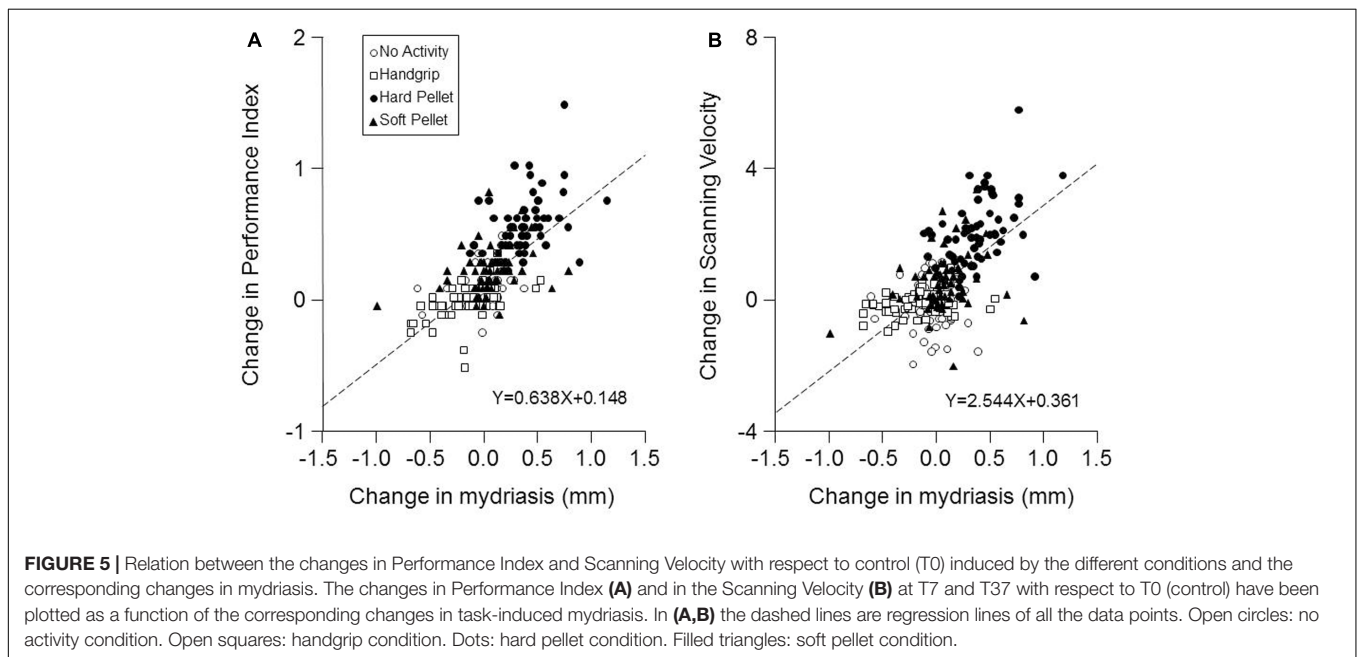 A
2
1
0
-1
Change in Performance Index
No Activity
Handgrip
Hard Pellet
Soft Pellet
Y=0.638X+0.148
-1.5 -1.0 -0.5 0.0 0.5 1.0 1.5
Change in mydriasis (mm)
B
8
4
0
-4
Change in Scanning Velocity
Y=2.544X+0.361
-1.5 -1.0 -0.5 0.0 0.5 1.0 1.5
Change in mydriasis (mm)
FIGURE 5 | Relation between the changes in Performance Index and Scanning Velocity with respect to control (T0) induced by the different conditions and the
corresponding changes in mydriasis. The changes in Performance Index (A) and in the Scanning Velocity (B) at T7 and T37 with respect to T0 (control) have been
plotted as a function of the corresponding changes in task-induced mydriasis. In (A,B) the dashed lines are regression lines of all the data points. Open circles: no
activity condition. Open squares: handgrip condition. Dots: hard pellet condition. Filled triangles: soft pellet condition.